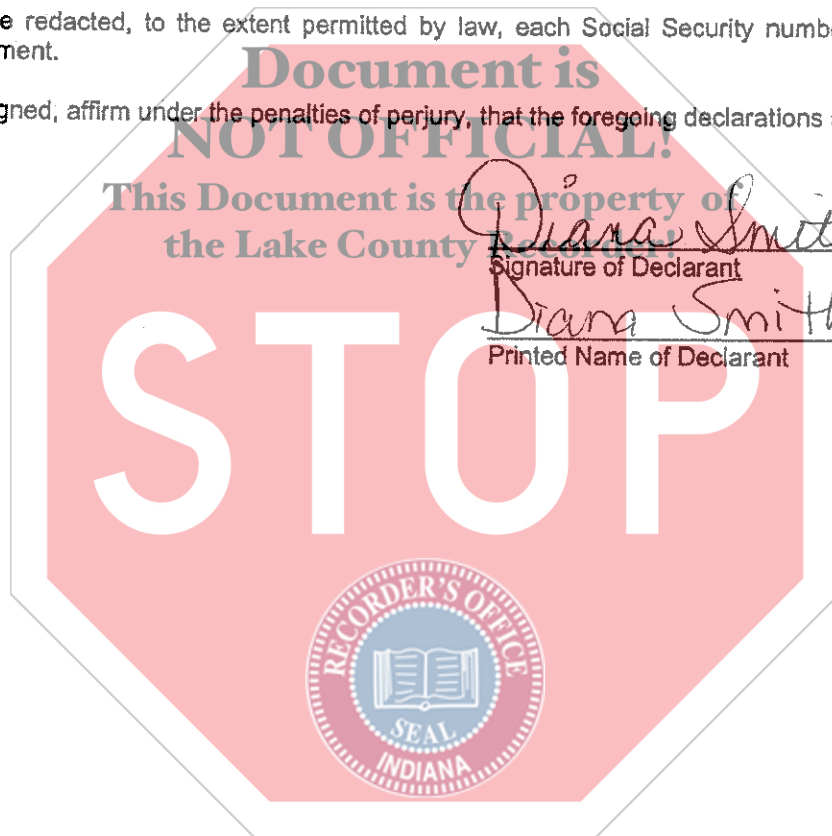 e redacted, to the extent permitted by law, each Social Security numbe
ment.
Document is
gned, affirm under the penalties of perjury, that the foregoing declarations
NOT OFFICIAL!
This Document is the property of
the Lake County Recorder!
Diana Smit
Signature of Declarant
Diana Smith
Printed Name of Declarant
STOP
RECORDER'S OFFICE
SEAL
INDIANA